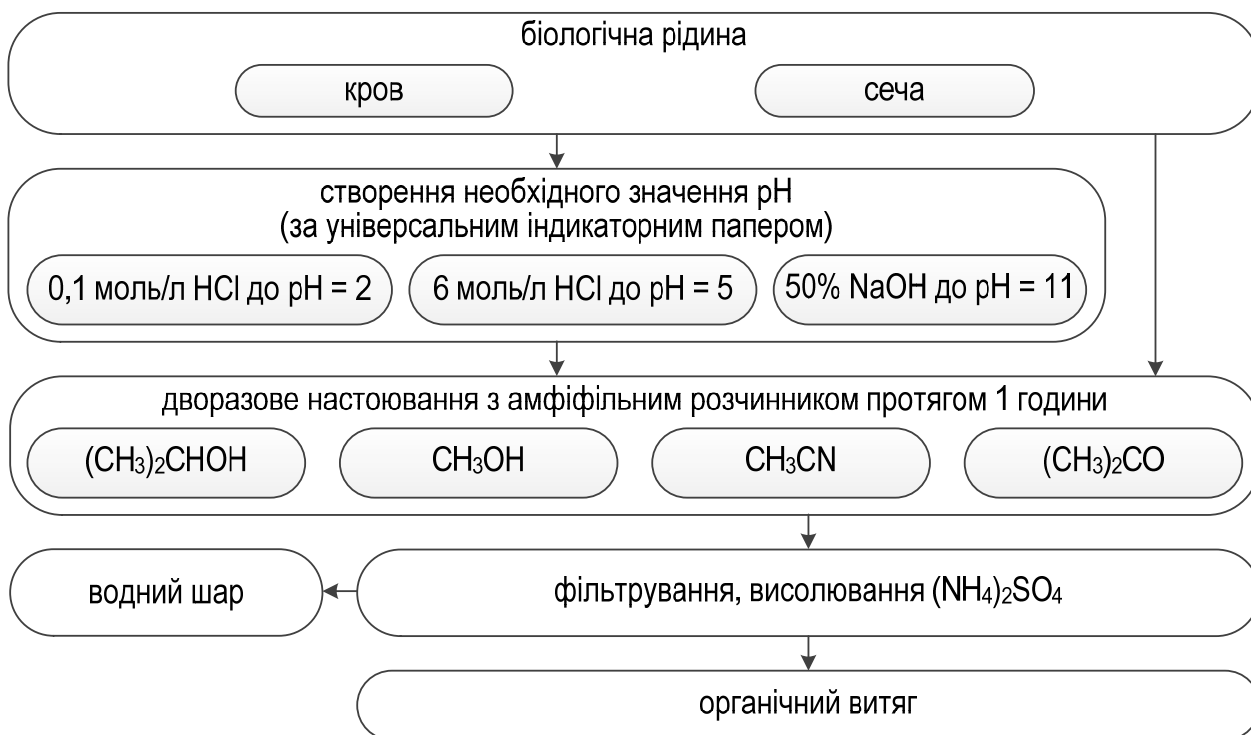 біологічна рідина
кров
сеча
створення необхідного значення pH
(за універсальним індикаторним папером)
0,1 моль/л HCl до pH = 2
6 моль/л HCl до pH = 5
50% NaOH до pH = 11
дворазове настоювання з амфіфільним розчинником протягом 1 години
(CH₃)₂CHOH
CH₃OH
CH₃CN
(CH₃)₂CO
водний шар
фільтрування, висолювання (NH₄)₂SO₄
органічний витяг